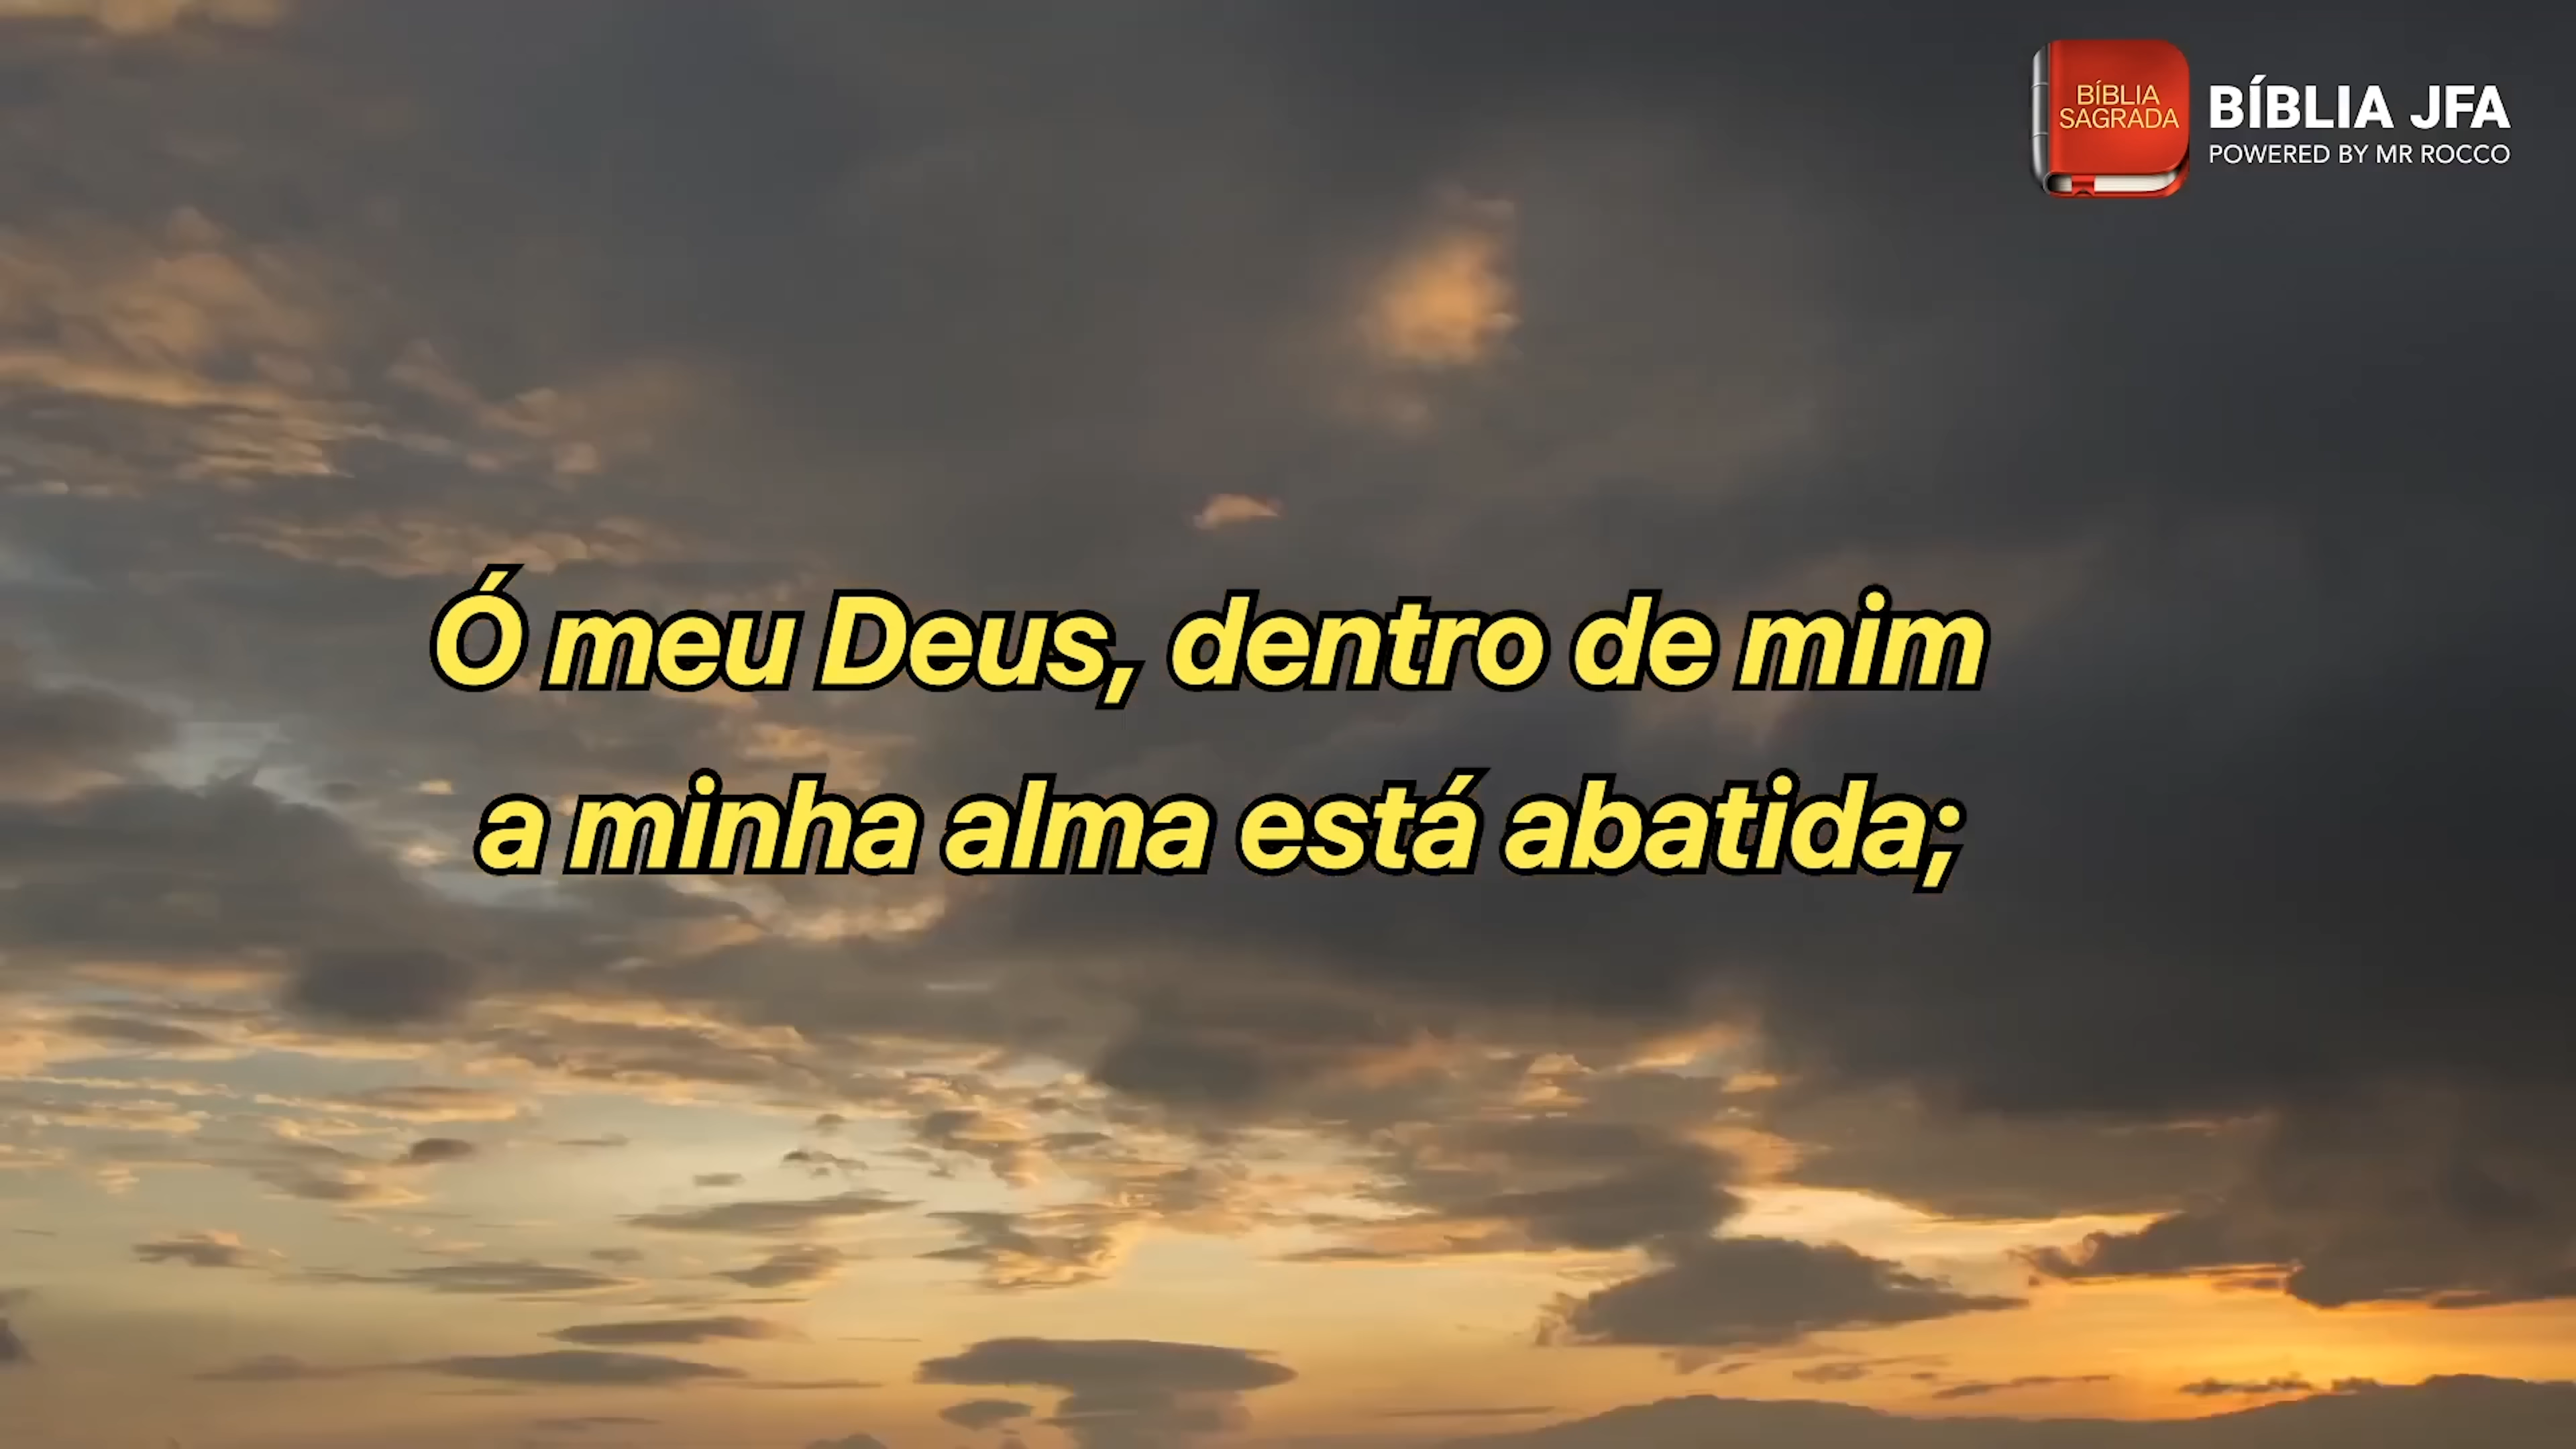 BÍBLIA
SAGRADA
BÍBLIA JFA
POWERED BY MR ROCCO
Ó meu Deus, dentro de mim
a minha alma está abatida;